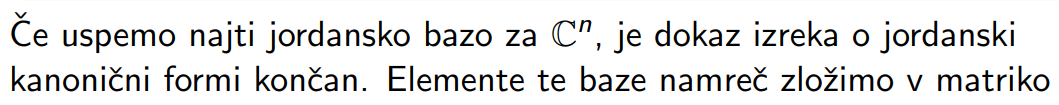 Če uspemo najti jordansko bazo za ℂⁿ, je dokaz izreka o jordanski
kanonični formi končan. Elemente te baze namreč zložimo v matriko